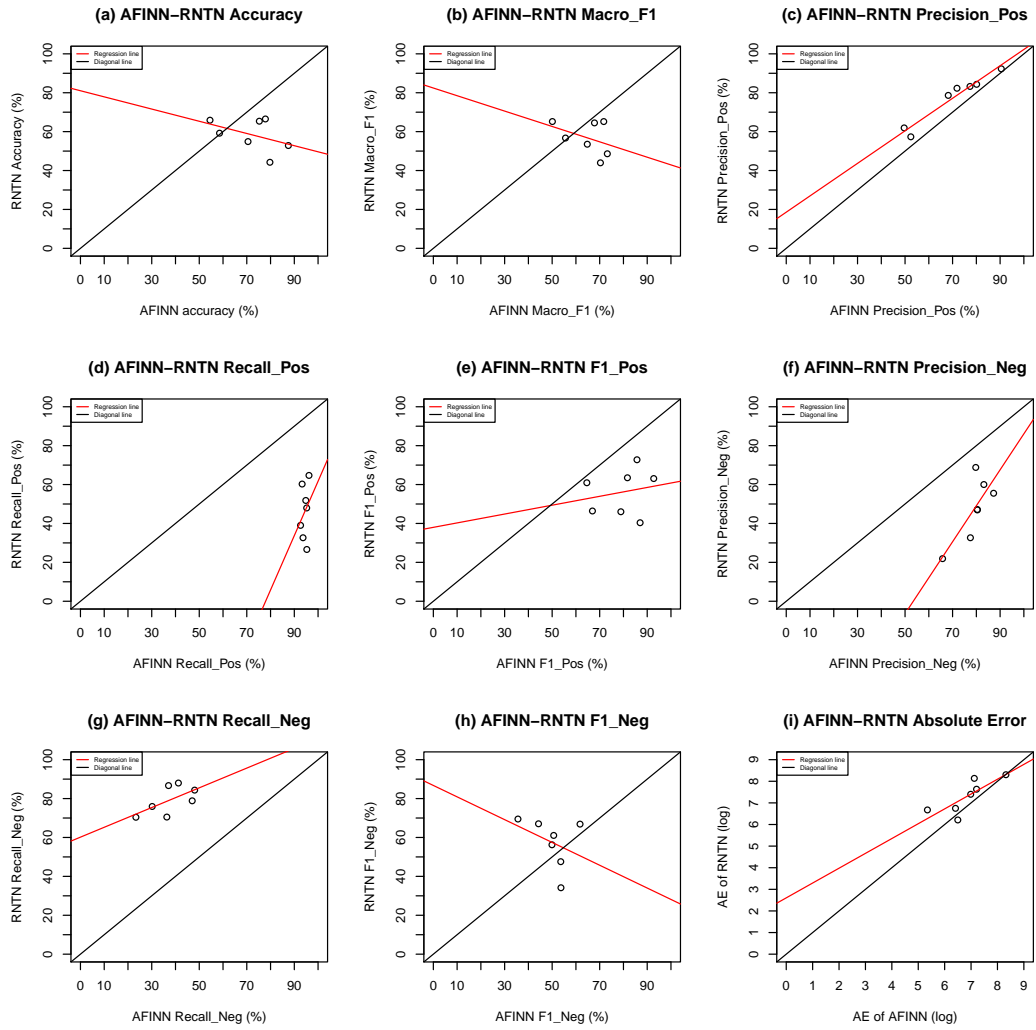 (a) AFINN−RNTN Accuracy
Regression line
Diagonal line
RNTN Accuracy (%)
0 20 40 60 80 100
0 10 30 50 70 90
AFINN accuracy (%)
(b) AFINN−RNTN Macro_F1
Regression line
Diagonal line
RNTN Macro_F1 (%)
0 20 40 60 80 100
0 10 30 50 70 90
AFINN Macro_F1 (%)
(c) AFINN−RNTN Precision_Pos
Regression line
Diagonal line
RNTN Precision_Pos (%)
0 20 40 60 80 100
0 10 30 50 70 90
AFINN Precision_Pos (%)
(d) AFINN−RNTN Recall_Pos
Regression line
Diagonal line
RNTN Recall_Pos (%)
0 20 40 60 80 100
0 10 30 50 70 90
AFINN Recall_Pos (%)
(e) AFINN−RNTN F1_Pos
Regression line
Diagonal line
RNTN F1_Pos (%)
0 20 40 60 80 100
0 10 30 50 70 90
AFINN F1_Pos (%)
(f) AFINN−RNTN Precision_Neg
Regression line
Diagonal line
RNTN Precision_Neg (%)
0 20 40 60 80 100
0 10 30 50 70 90
AFINN Precision_Neg (%)
(g) AFINN−RNTN Recall_Neg
Regression line
Diagonal line
RNTN Recall_Neg (%)
0 20 40 60 80 100
0 10 30 50 70 90
AFINN Recall_Neg (%)
(h) AFINN−RNTN F1_Neg
Regression line
Diagonal line
RNTN F1_Neg (%)
0 20 40 60 80 100
0 10 30 50 70 90
AFINN F1_Neg (%)
(i) AFINN−RNTN Absolute Error
Regression line
Diagonal line
AE of RNTN (log)
0 1 2 3 4 5 6 7 8 9
0 1 2 3 4 5 6 7 8 9
AE of AFINN (log)